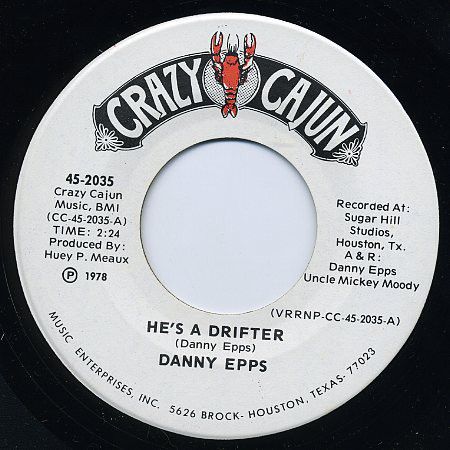 CRAZY CAJUN
45-2035
Crazy Cajun
Music, BMI
(CC-45-2035-A)
TIME: 2:24
Produced By:
Huey P. Meaux
Ⓟ 1978
Recorded At:
Sugar Hill
Studios,
Houston, Tx.
A & R:
Danny Epps
Uncle Mickey Moody
(VRRNP-CC-45-2035-A)
HE'S A DRIFTER
(Danny Epps)
DANNY EPPS
MUSIC ENTERPRISES, INC. 5626 BROCK- HOUSTON, TEXAS. 77023